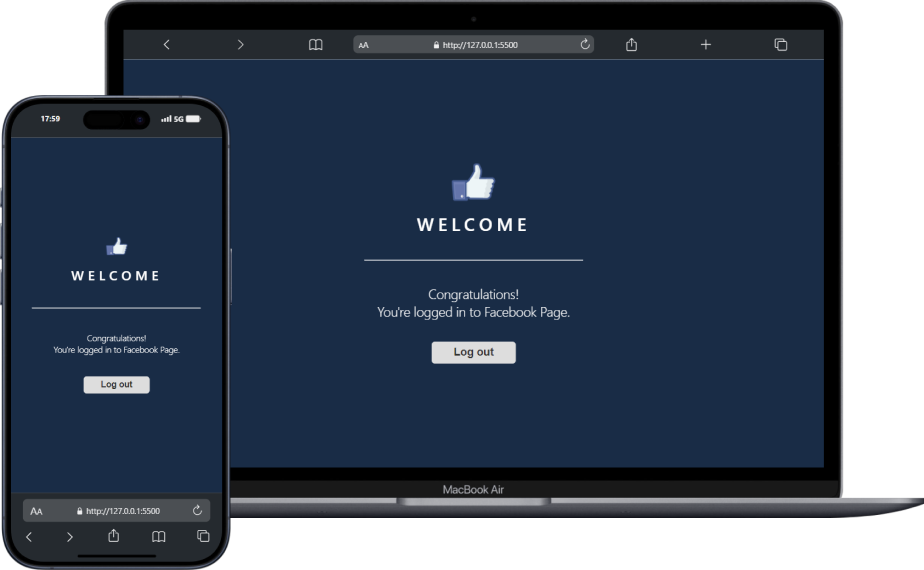 AA
http://127.0.0.1:5500
WELCOME
Congratulations!
You're logged in to Facebook Page.
Log out
MacBook Air
17:59
5G
WELCOME
Congratulations!
You're logged in to Facebook Page.
Log out
AA
http://127.0.0.1:5500